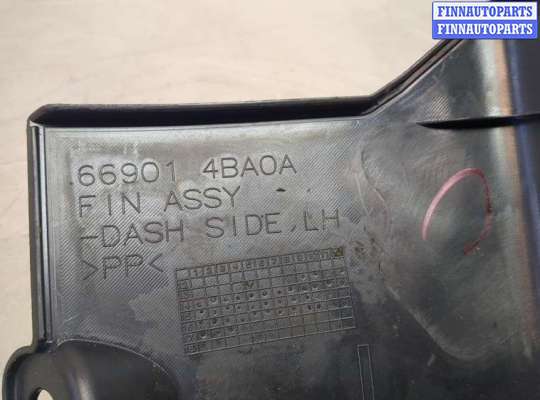 FINNAUTOPARTS
FINNAUTOPARTS
66901 4BA0A
FIN ASSY
-DASH SIDE, LH
>PP<